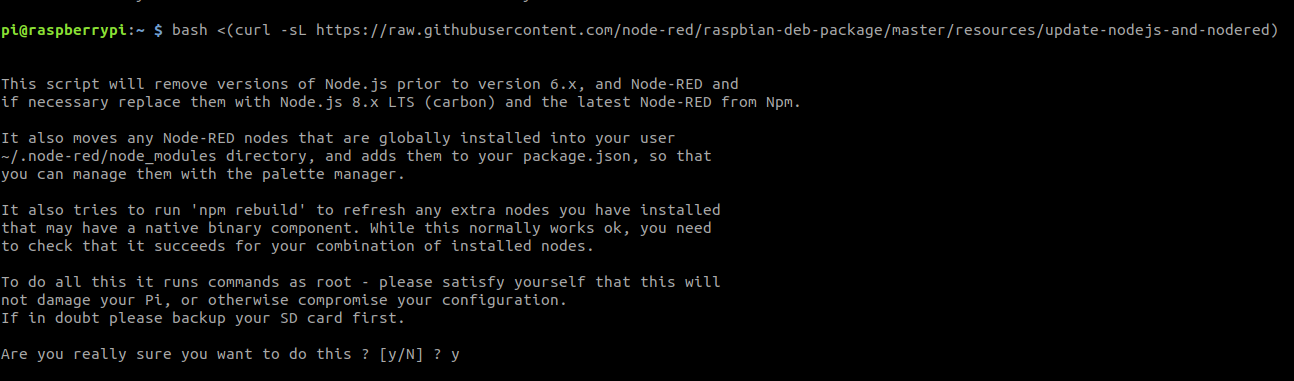 pi@raspberrypi:~ $ bash <(curl -sL https://raw.githubusercontent.com/node-red/raspbian-deb-package/master/resources/update-nodejs-and-nodered)
This script will remove versions of Node.js prior to version 6.x, and Node-RED and
if necessary replace them with Node.js 8.x LTS (carbon) and the latest Node-RED from Npm.
It also moves any Node-RED nodes that are globally installed into your user
~/.node-red/node_modules directory, and adds them to your package.json, so that
you can manage them with the palette manager.
It also tries to run 'npm rebuild' to refresh any extra nodes you have installed
that may have a native binary component. While this normally works ok, you need
to check that it succeeds for your combination of installed nodes.
To do all this it runs commands as root - please satisfy yourself that this will
not damage your Pi, or otherwise compromise your configuration.
If in doubt please backup your SD card first.
Are you really sure you want to do this ? [y/N] ? y